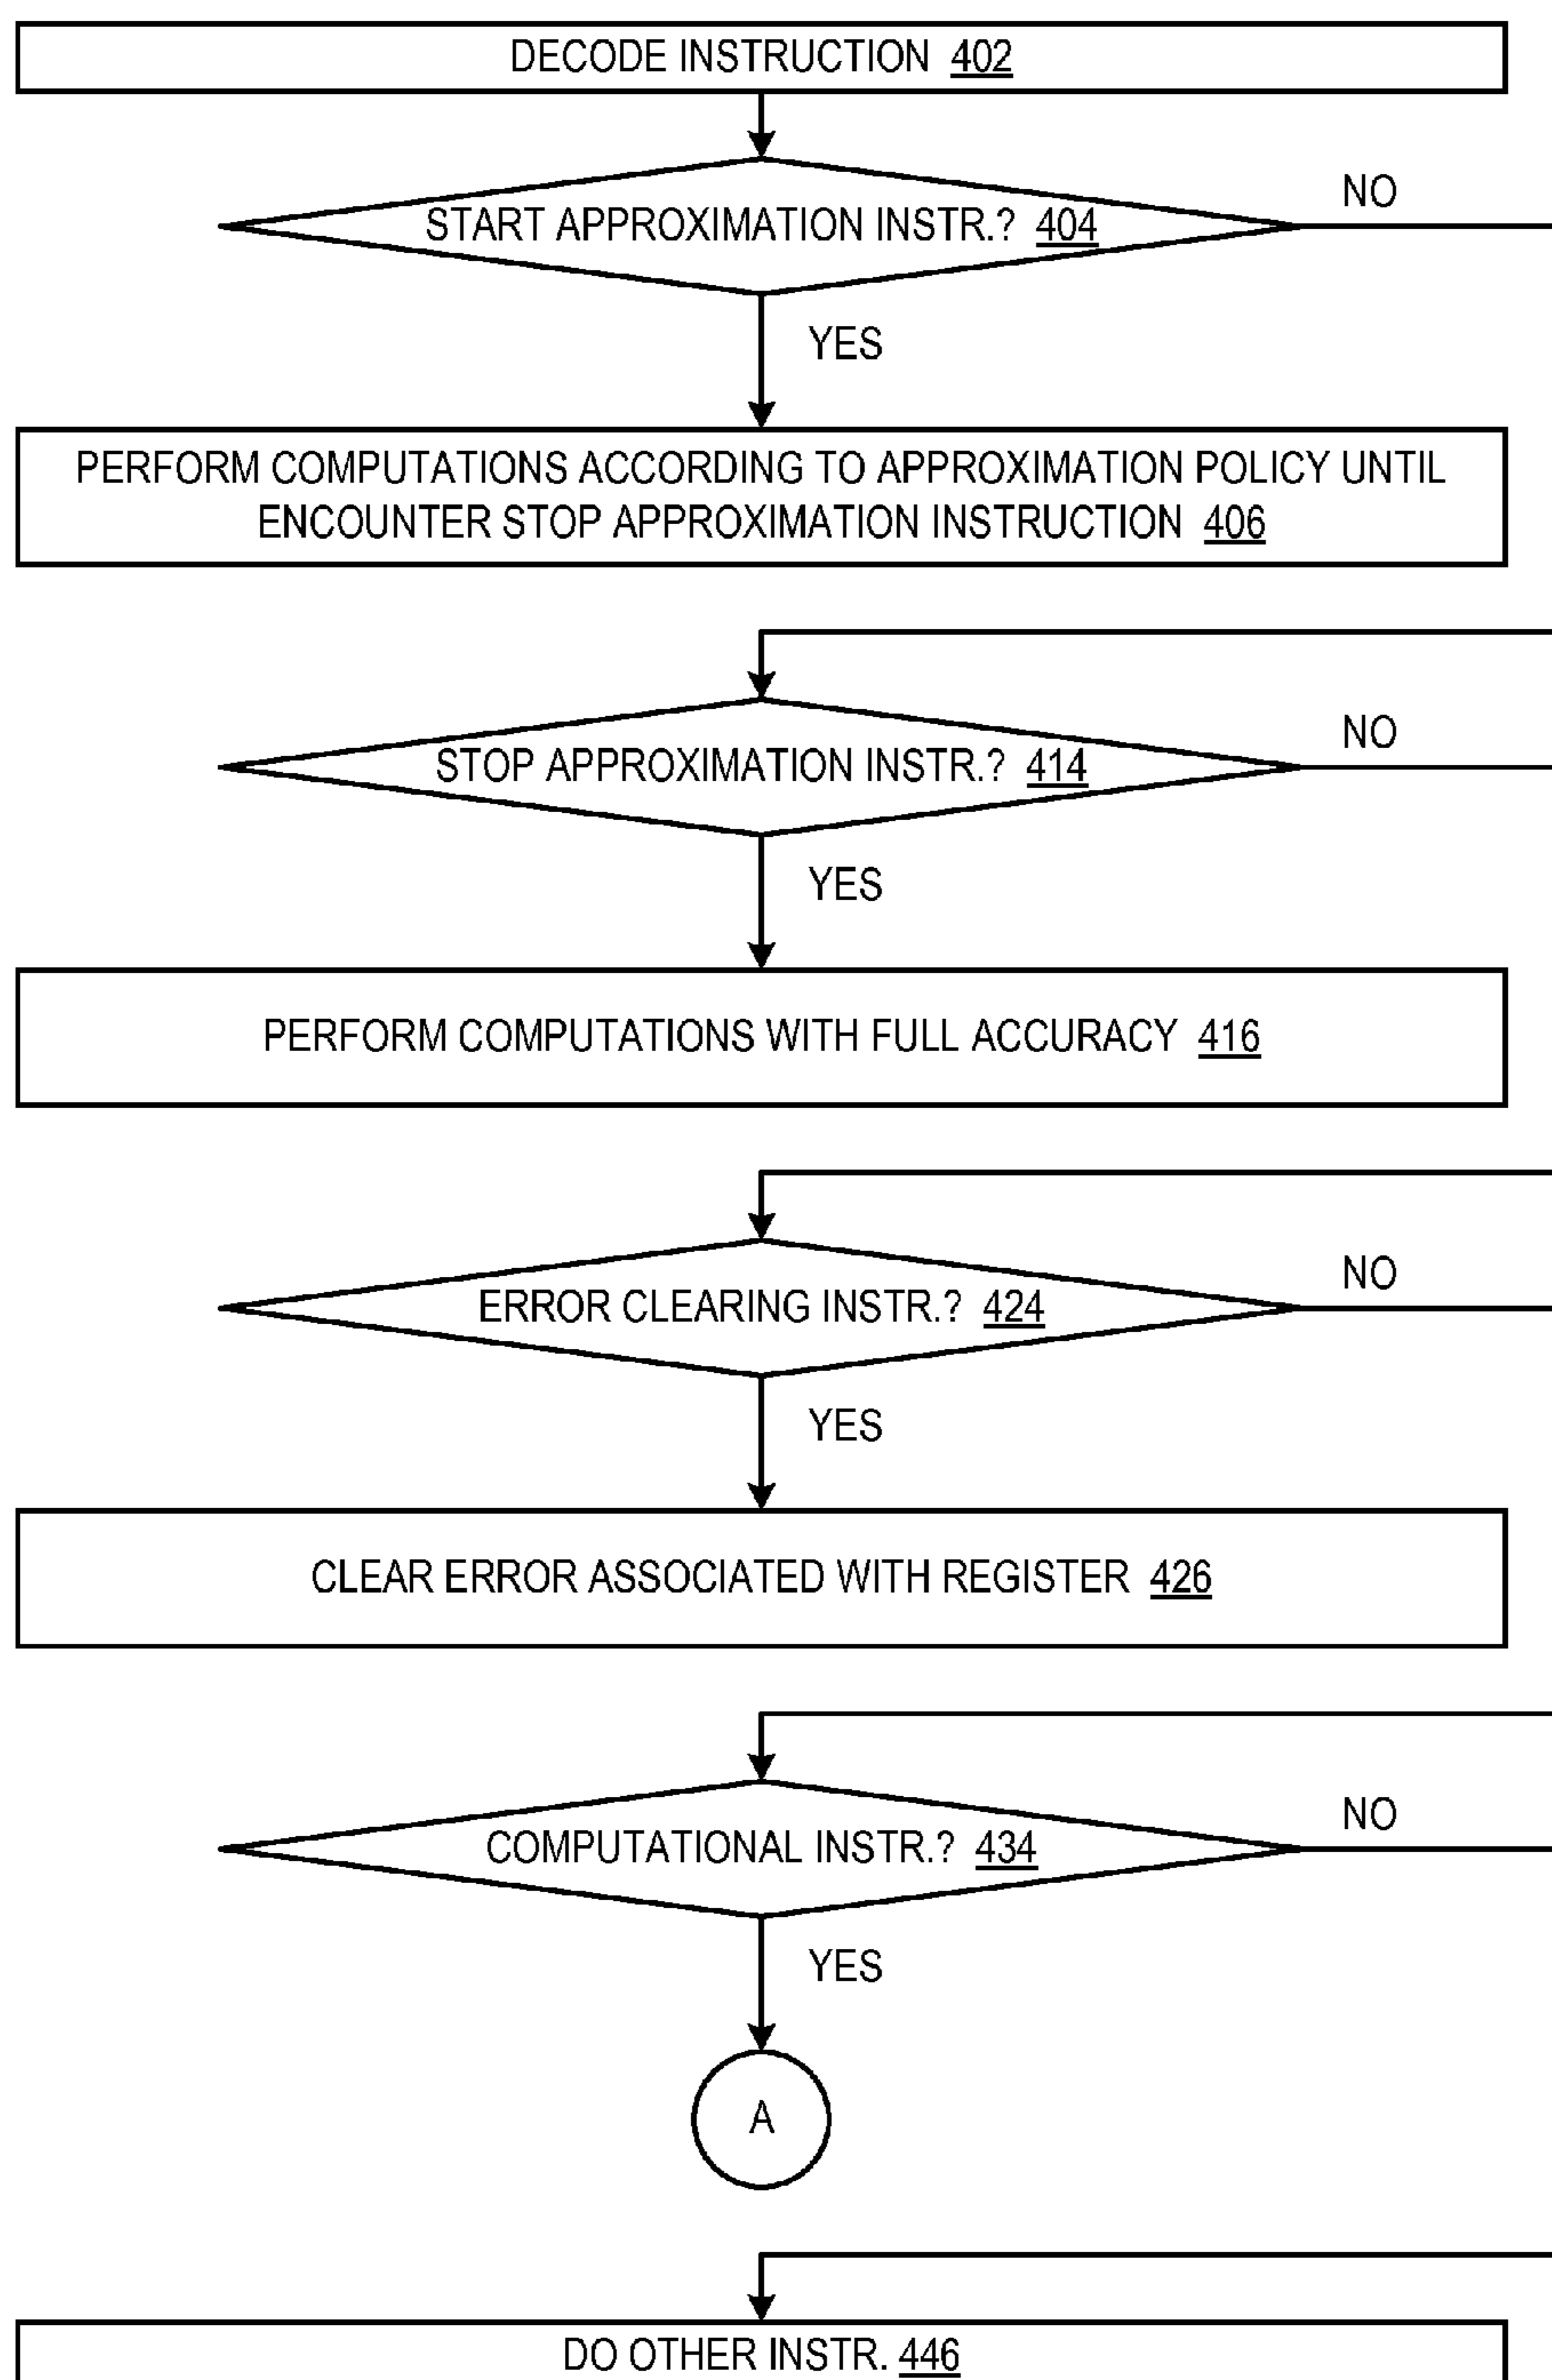 DECODE INSTRUCTION 402
START APPROXIMATION INSTR.? 404
NO
YES
PERFORM COMPUTATIONS ACCORDING TO APPROXIMATION POLICY UNTIL
ENCOUNTER STOP APPROXIMATION INSTRUCTION 406
STOP APPROXIMATION INSTR.? 414
NO
YES
PERFORM COMPUTATIONS WITH FULL ACCURACY 416
ERROR CLEARING INSTR.? 424
NO
YES
CLEAR ERROR ASSOCIATED WITH REGISTER 426
COMPUTATIONAL INSTR.? 434
NO
YES
A
DO OTHER INSTR. 446